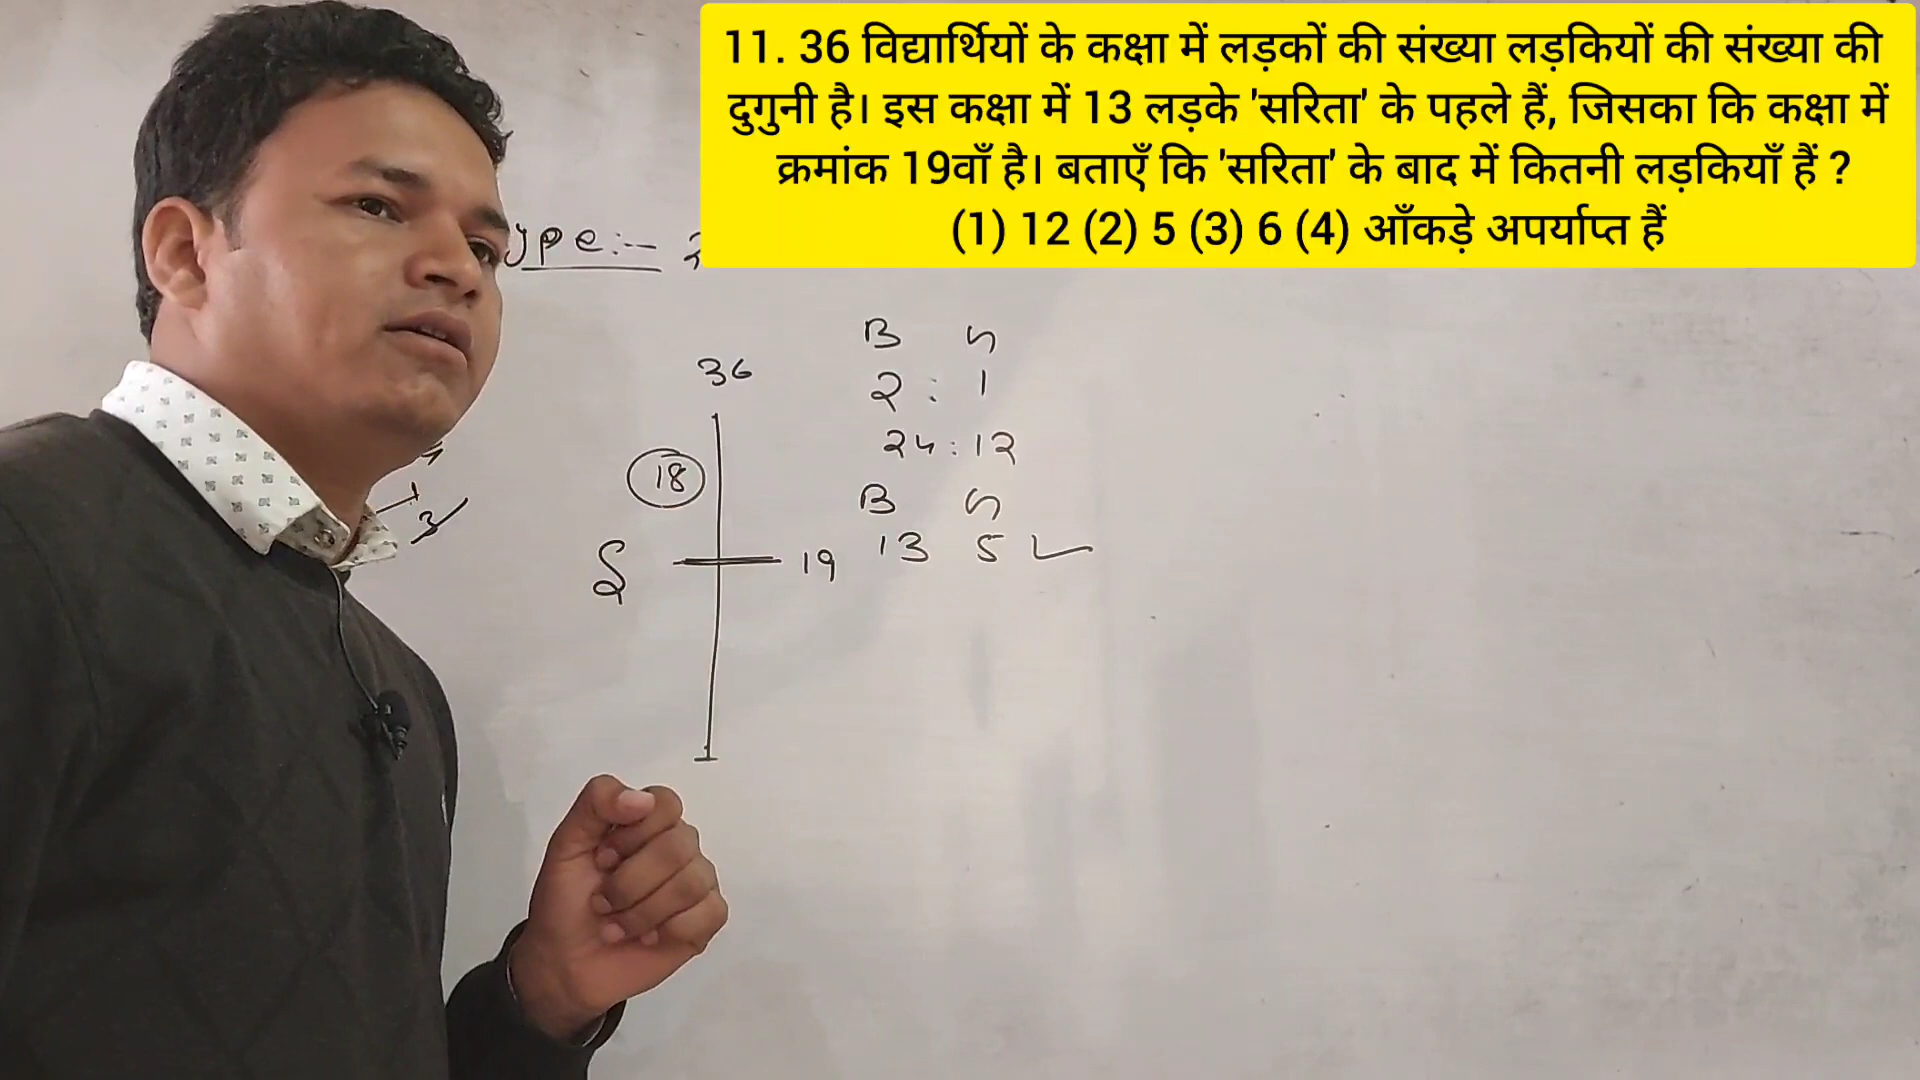 11. 36 विद्यार्थियों के कक्षा में लड़कों की संख्या लड़कियों की संख्या की
दुगुनी है। इस कक्षा में 13 लड़के 'सरिता' के पहले हैं, जिसका कि कक्षा में
क्रमांक 19वाँ है। बताएँ कि 'सरिता' के बाद में कितनी लड़कियाँ हैं ?
(1) 12 (2) 5 (3) 6 (4) आँकड़े अपर्याप्त हैं
ype:-
B
36
2 : 1
24 : 12
18
B
13 5
S
19